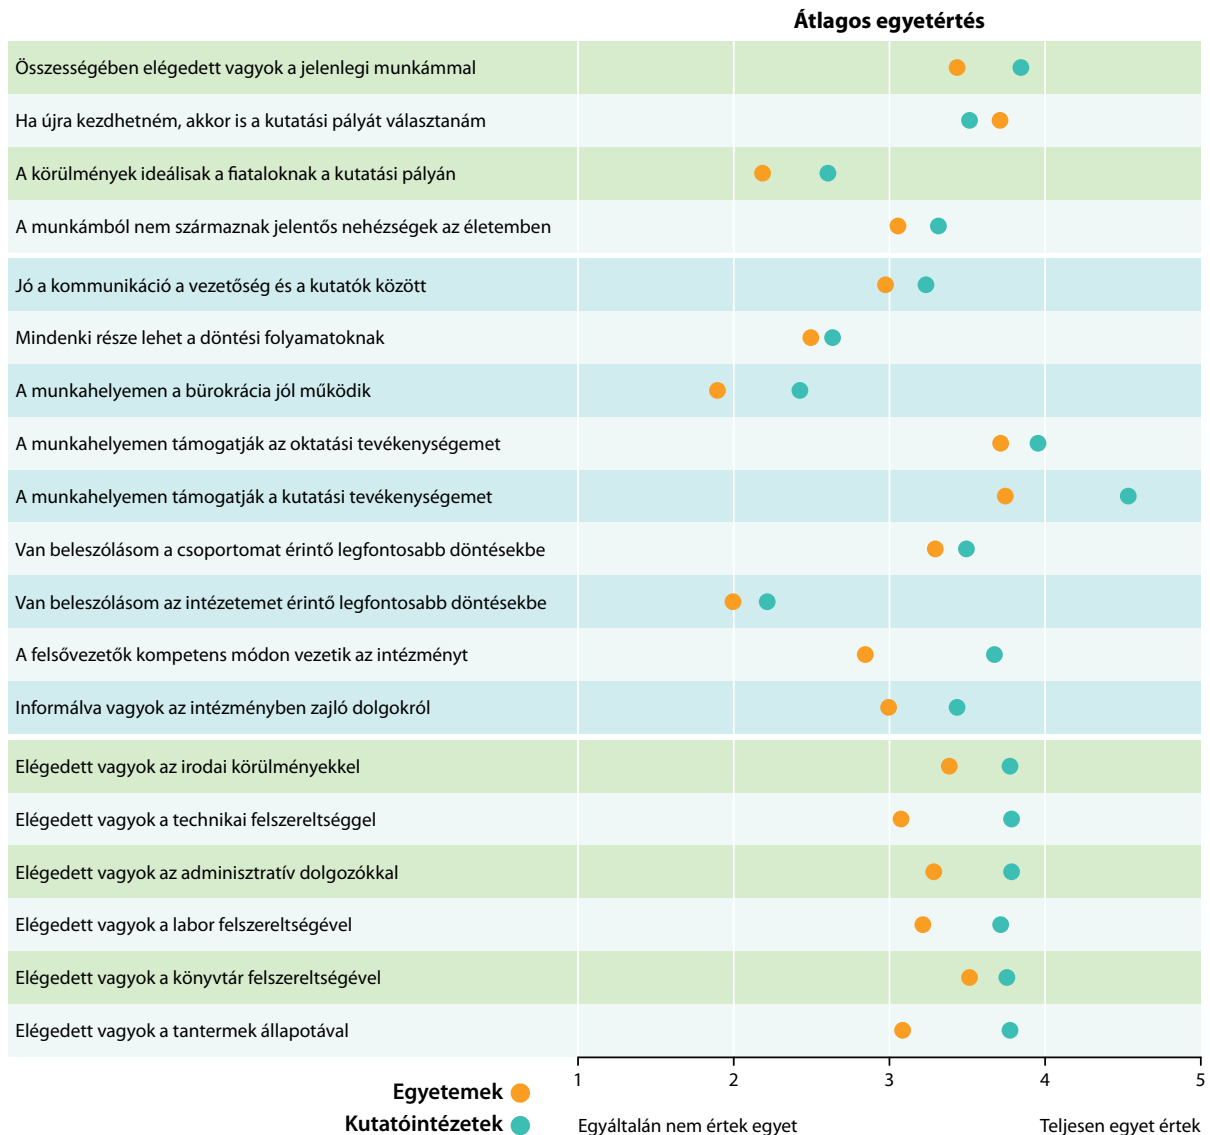 Átlagos egyetértés
Összességében elégedett vagyok a jelenlegi munkámmal
Ha újra kezdhetném, akkor is a kutatási pályát választanám
A körülmények ideálisak a fiataloknak a kutatási pályán
A munkámból nem származnak jelentős nehézségek az életemben
Jó a kommunikáció a vezetőség és a kutatók között
Mindenki része lehet a döntési folyamatoknak
A munkahelyemen a bürokrácia jól működik
A munkahelyemen támogatják az oktatási tevékenységemet
A munkahelyemen támogatják a kutatási tevékenységemet
Van beleszólásom a csoportomat érintő legfontosabb döntésekbe
Van beleszólásom az intézetemet érintő legfontosabb döntésekbe
A felsővezetők kompetens módon vezetik az intézményt
Informálva vagyok az intézményben zajló dolgokról
Elégedett vagyok az irodai körülményekkel
Elégedett vagyok a technikai felszereltséggel
Elégedett vagyok az adminisztratív dolgozókkal
Elégedett vagyok a labor felszereltségével
Elégedett vagyok a könyvtár felszereltségével
Elégedett vagyok a tantermek állapotával
1 2 3 4 5
Egyetemek
Kutatóintézetek
Egyáltalán nem értek egyet Teljesen egyet értek